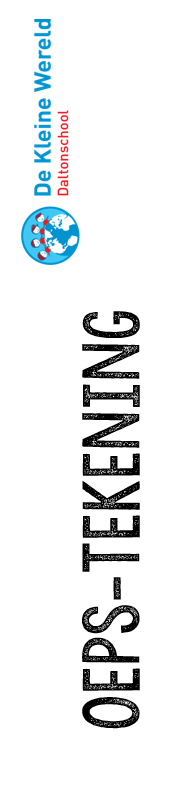 De Kleine Wereld
Daltonschool
OEPS-TEKENING